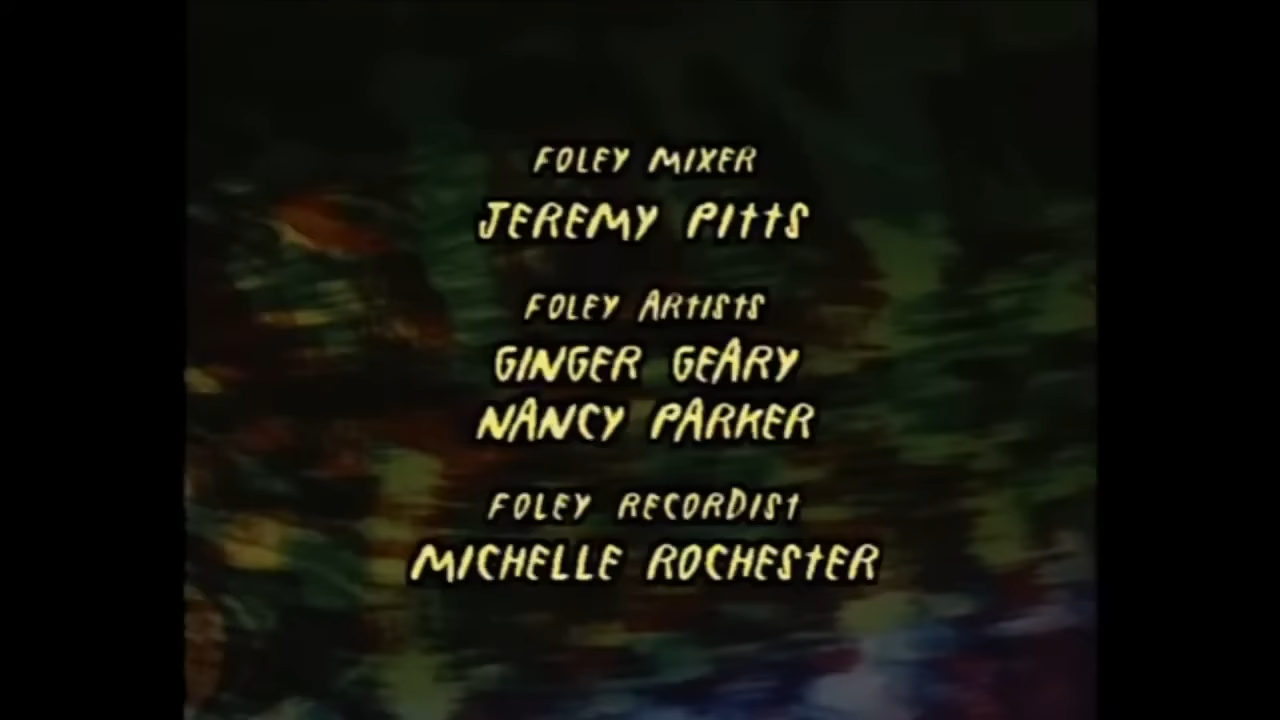 FOLEY MIXER
JEREMY PITTS
FOLEY ARTISTS
GINGER GEARY
NANCY PARKER
FOLEY RECORDIST
MICHELLE ROCHESTER